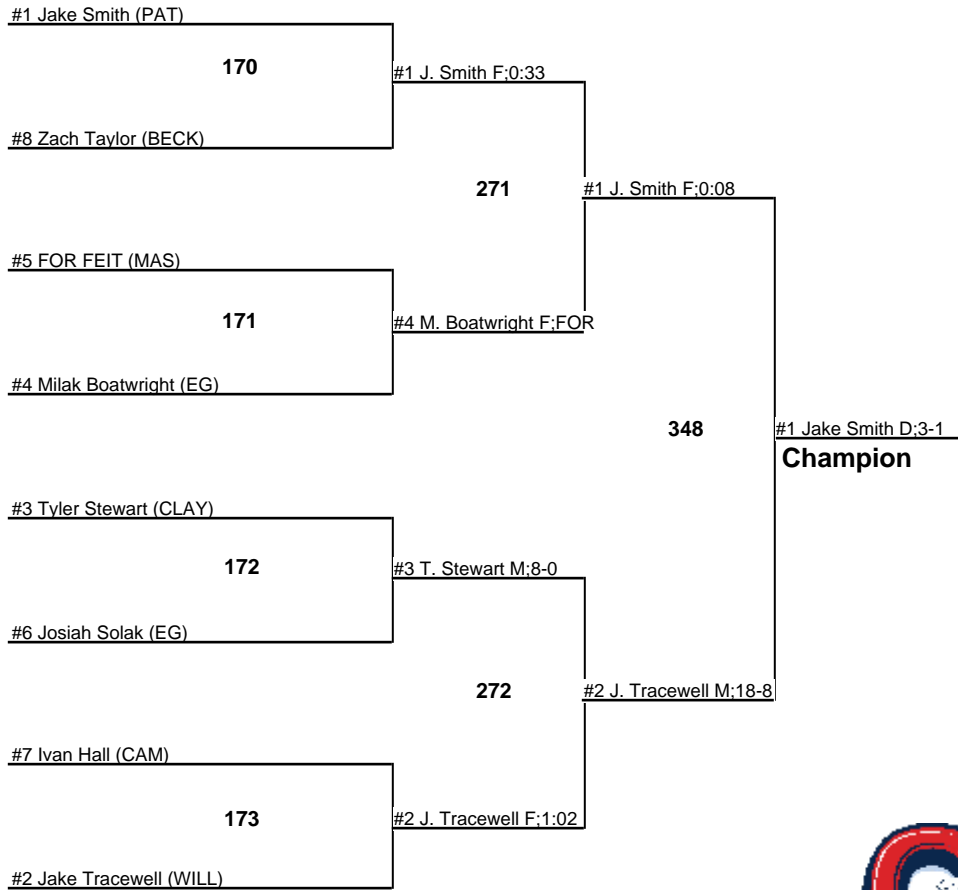 #1 Jake Smith (PAT)
170
#1 J. Smith F;0:33
#8 Zach Taylor (BECK)
271
#1 J. Smith F;0:08
#5 FOR FEIT (MAS)
171
#4 M. Boatwright F;FOR
#4 Milak Boatwright (EG)
348
#1 Jake Smith D;3-1
Champion
#3 Tyler Stewart (CLAY)
172
#3 T. Stewart M;8-0
#6 Josiah Solak (EG)
272
#2 J. Tracewell M;18-8
#7 Ivan Hall (CAM)
173
#2 J. Tracewell F;1:02
#2 Jake Tracewell (WILL)